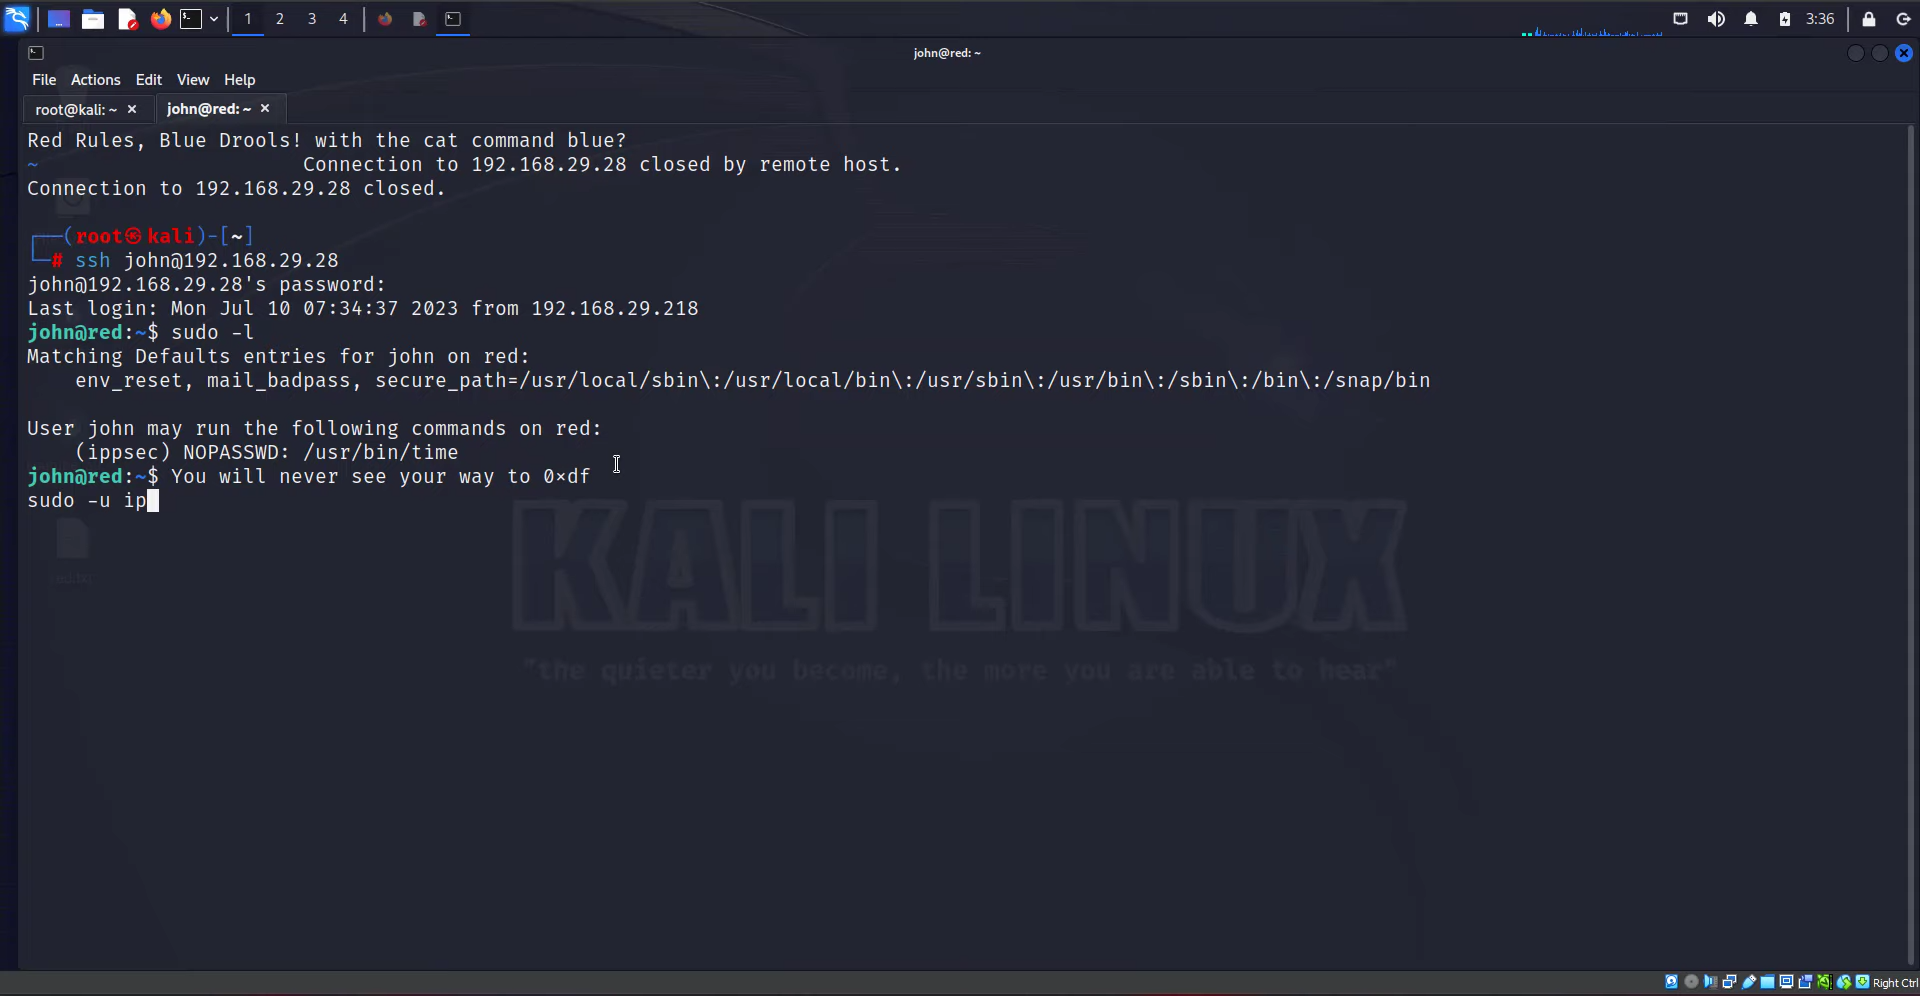 1 2 3 4 3:36
john@red: ~
File Actions Edit View Help
root@kali: ~ × john@red: ~ ×
Red Rules, Blue Drools! with the cat command blue?
~ Connection to 192.168.29.28 closed by remote host.
Connection to 192.168.29.28 closed.
┌──(root㉿kali)-[~]
└─# ssh john@192.168.29.28
john@192.168.29.28's password:
Last login: Mon Jul 10 07:34:37 2023 from 192.168.29.218
john@red:~$ sudo -l
Matching Defaults entries for john on red:
env_reset, mail_badpass, secure_path=/usr/local/sbin\:/usr/local/bin\:/usr/sbin\:/usr/bin\:/sbin\:/bin\:/snap/bin
User john may run the following commands on red:
(ippsec) NOPASSWD: /usr/bin/time
john@red:~$ You will never see your way to 0×df
sudo -u ip
KALI LINUX
"the quieter you become, the more you are able to hear"
red.txt
Right Ctrl